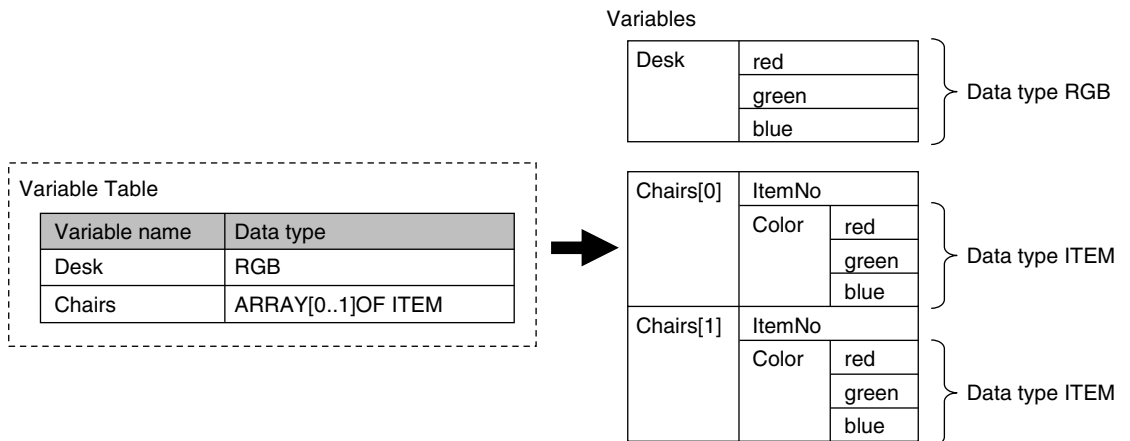 Variables
Desk
red
green
blue
Data type RGB
Variable Table
Variable name Data type
Desk RGB
Chairs ARRAY[0..1]OF ITEM
Chairs[0] ItemNo
Color red
green
blue
Data type ITEM
Chairs[1] ItemNo
Color red
green
blue
Data type ITEM